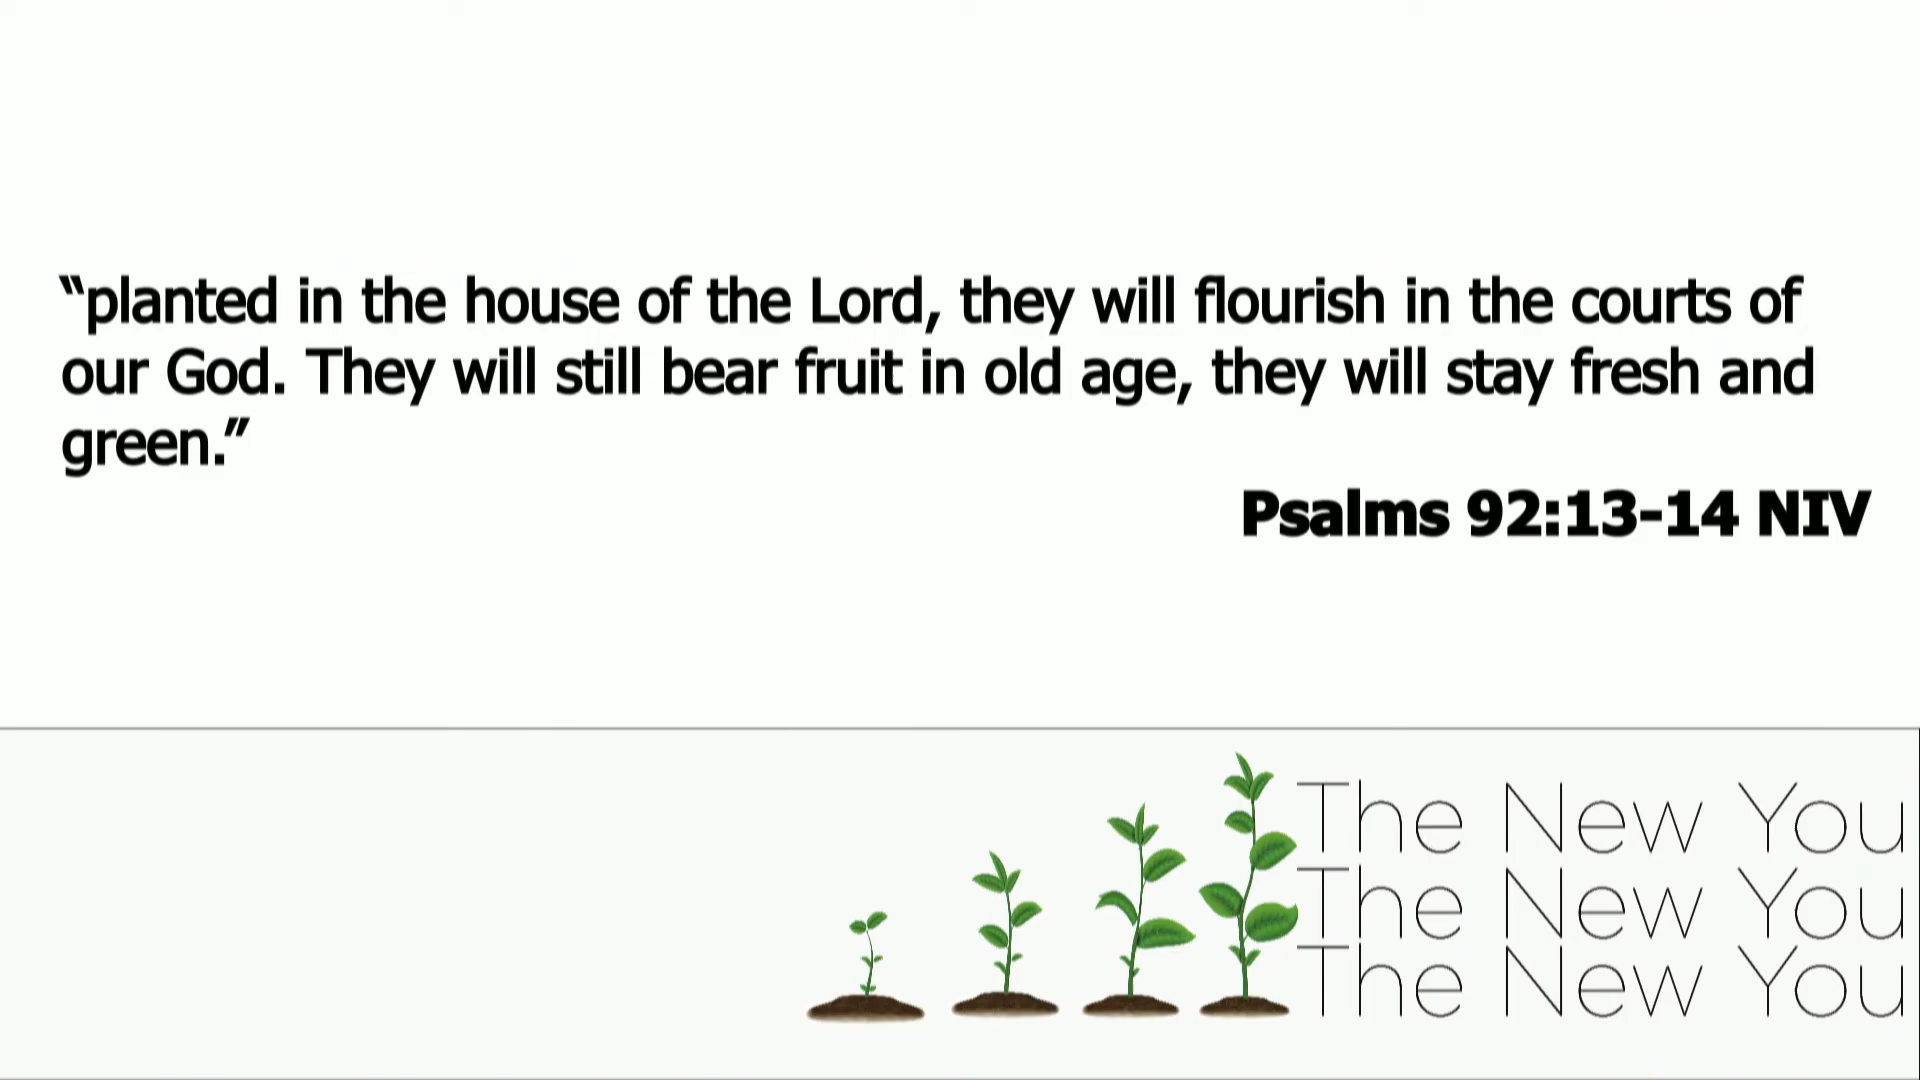 “planted in the house of the Lord, they will flourish in the courts of
our God. They will still bear fruit in old age, they will stay fresh and
green.”
Psalms 92:13-14 NIV
The New You
The New You
The New You